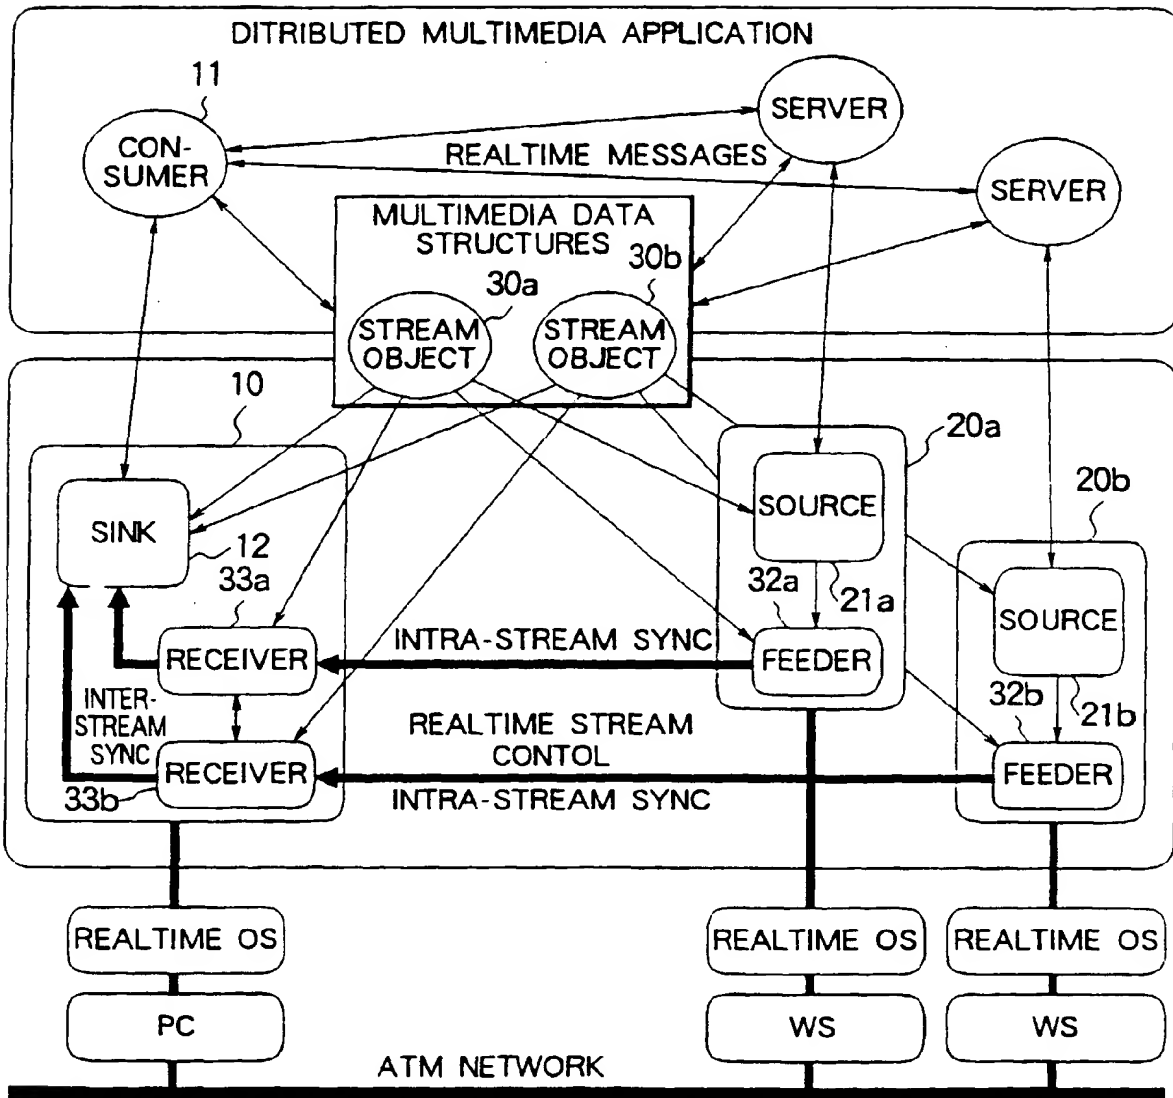 DITRIBUTED MULTIMEDIA APPLICATION
11
CON-
SUMER
SERVER
REALTIME MESSAGES
SERVER
MULTIMEDIA DATA
STRUCTURES
30a
30b
STREAM
OBJECT
STREAM
OBJECT
10
20a
20b
SINK
12
SOURCE
21a
33a
32a
SOURCE
21b
RECEIVER
INTRA-STREAM SYNC
FEEDER
32b
INTER-
STREAM
SYNC
REALTIME STREAM
CONTOL
RECEIVER
33b
INTRA-STREAM SYNC
FEEDER
REALTIME OS
REALTIME OS
REALTIME OS
PC
WS
WS
ATM NETWORK